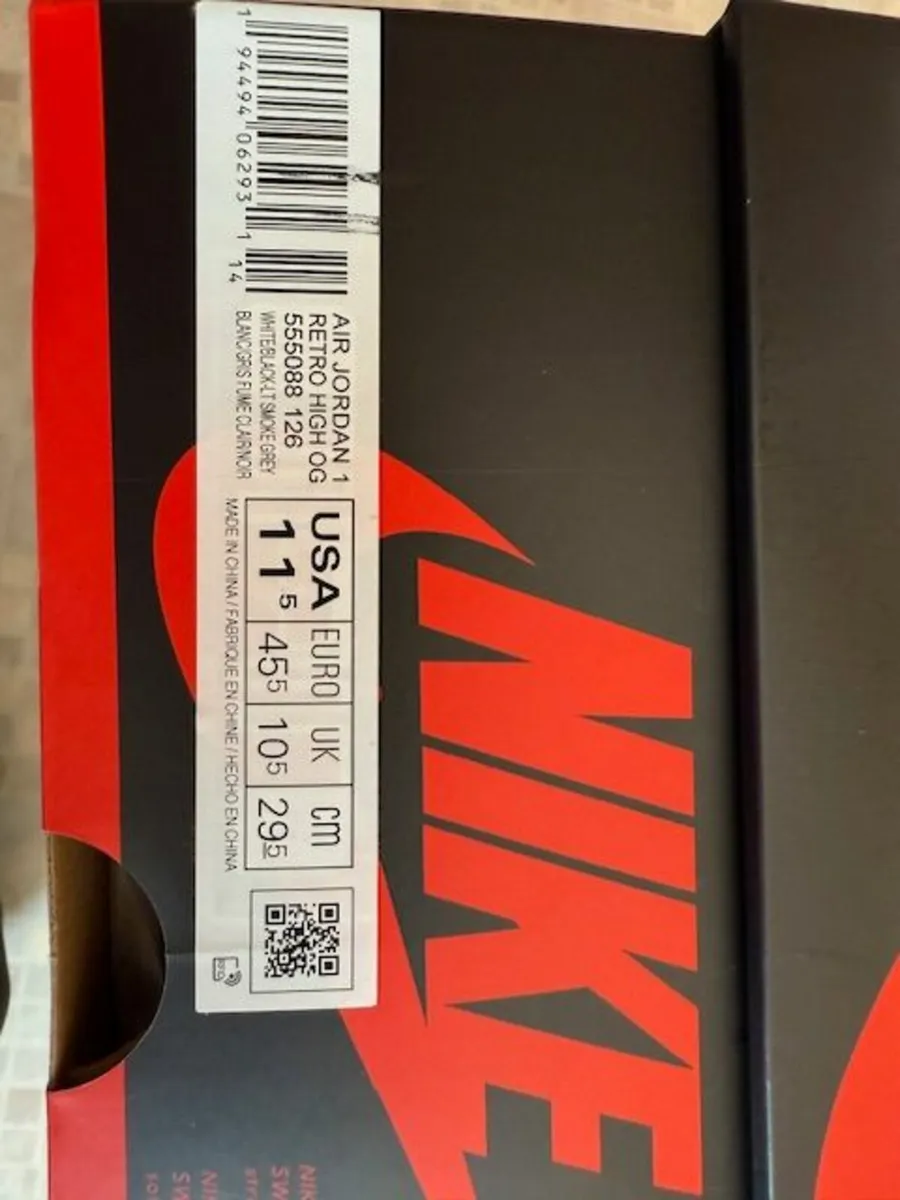 1 94494 06293 1 14
AIR JORDAN 1
RETRO HIGH OG
555088 126
WHITE/BLACK-LT SMOKE GREY
BLANC/GRIS FUME CLAIR/NOIR
USA EURO UK cm
11 5 45 5 10 5 29 5
MADE IN CHINA / FABRIQUE EN CHINE / HECHO EN CHINA
NIKE